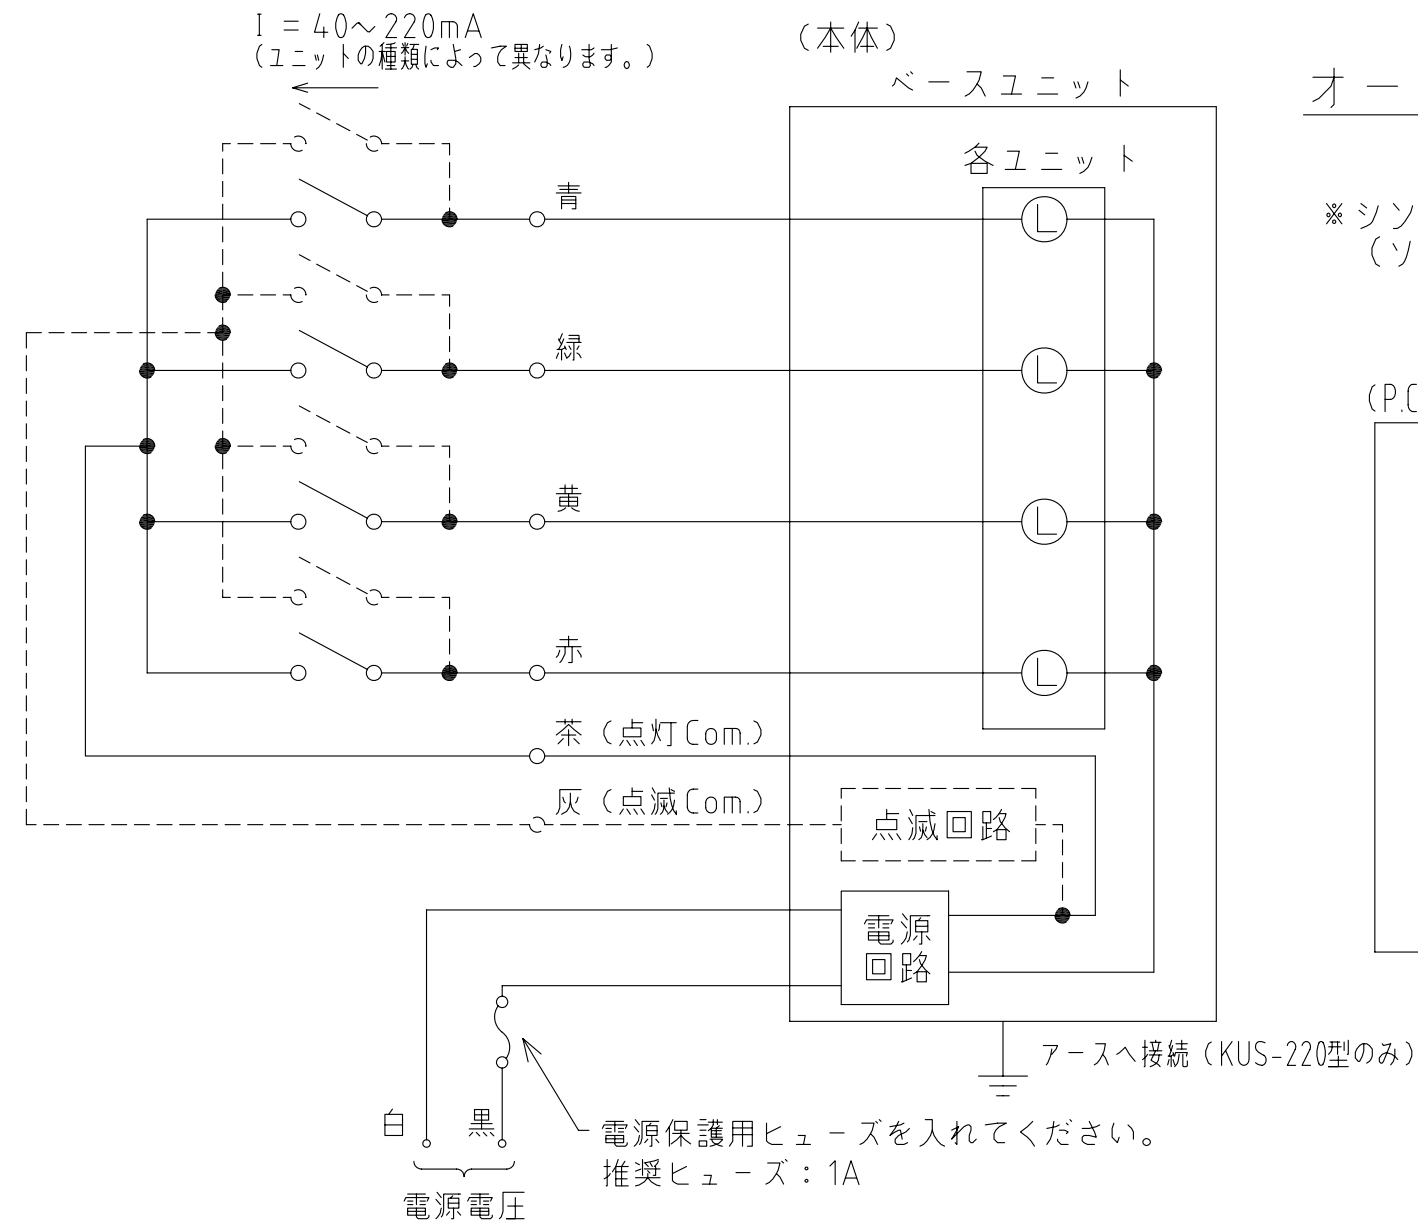 I = 40～220mA
（ユニットの種類によって異なります。）
（本体）
ベースユニット
各ユニット
オー
※シン
（ソ
(P.C
青
L
緑
L
黄
L
赤
L
茶（点灯Com.）
灰（点滅Com.）
点滅回路
電源
回路
アースへ接続（KUS-220型のみ）
白
黒
電源保護用ヒューズを入れてください。
推奨ヒューズ：1A
電源電圧